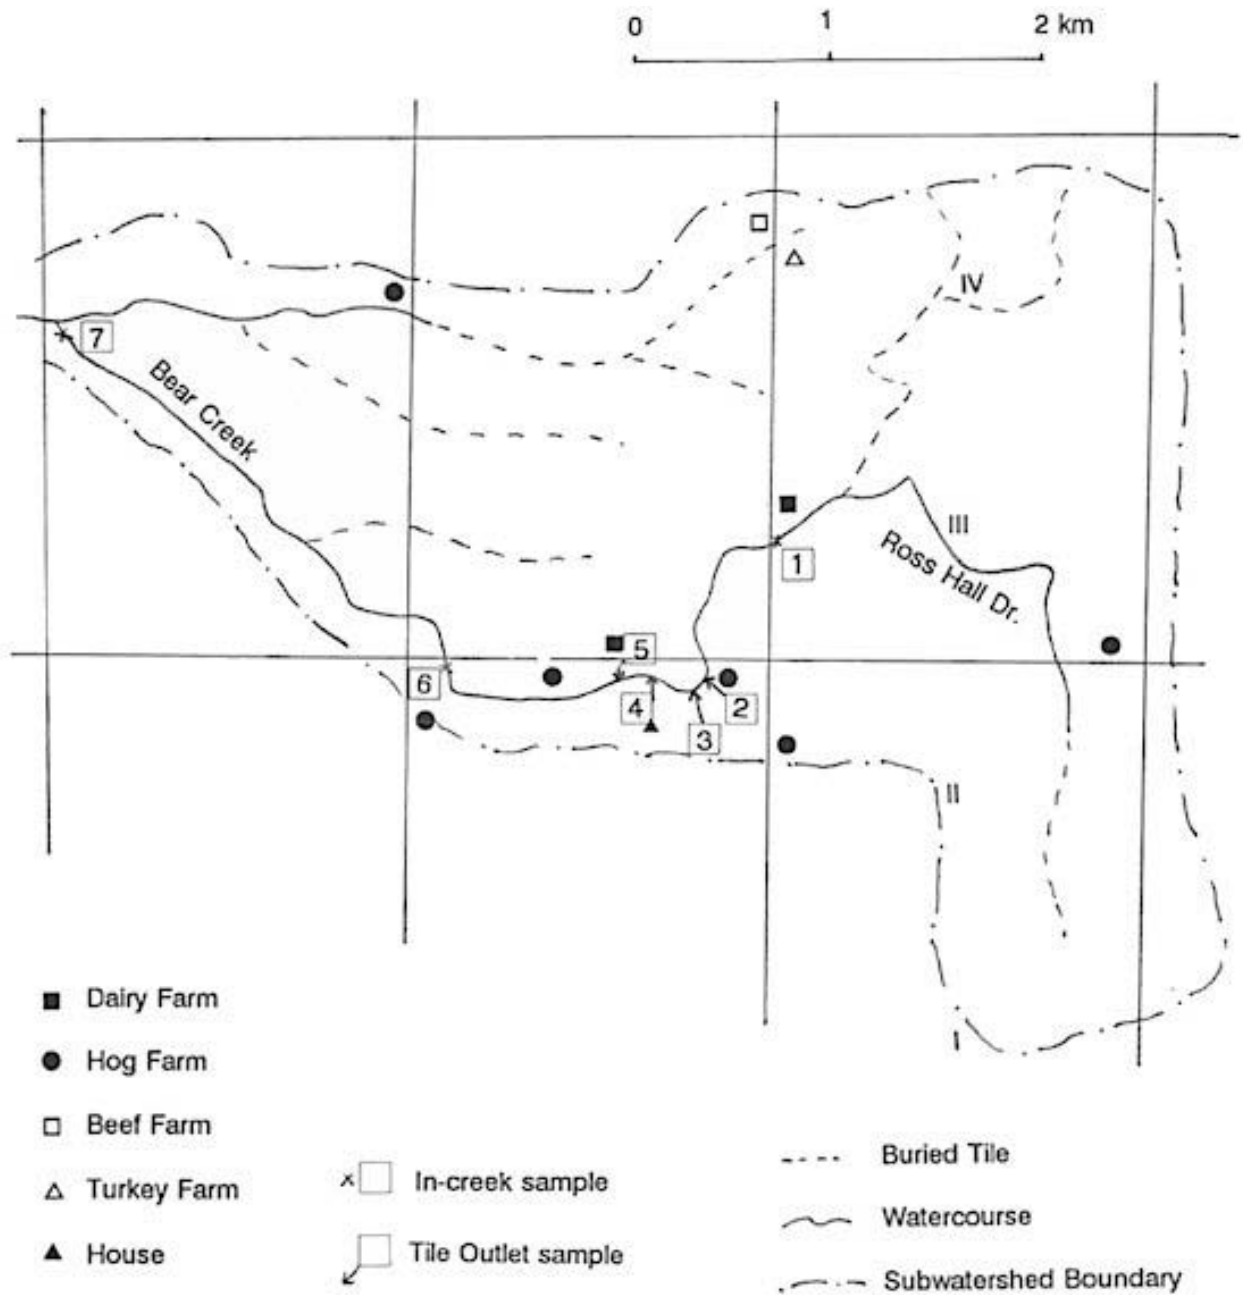 0 1 2 km
IV
7
Bear Creek
III
Ross Hall Dr.
1
5
6
4
2
3
II
Dairy Farm
Hog Farm
Beef Farm
Turkey Farm
House
In-creek sample
Tile Outlet sample
Buried Tile
Watercourse
Subwatershed Boundary